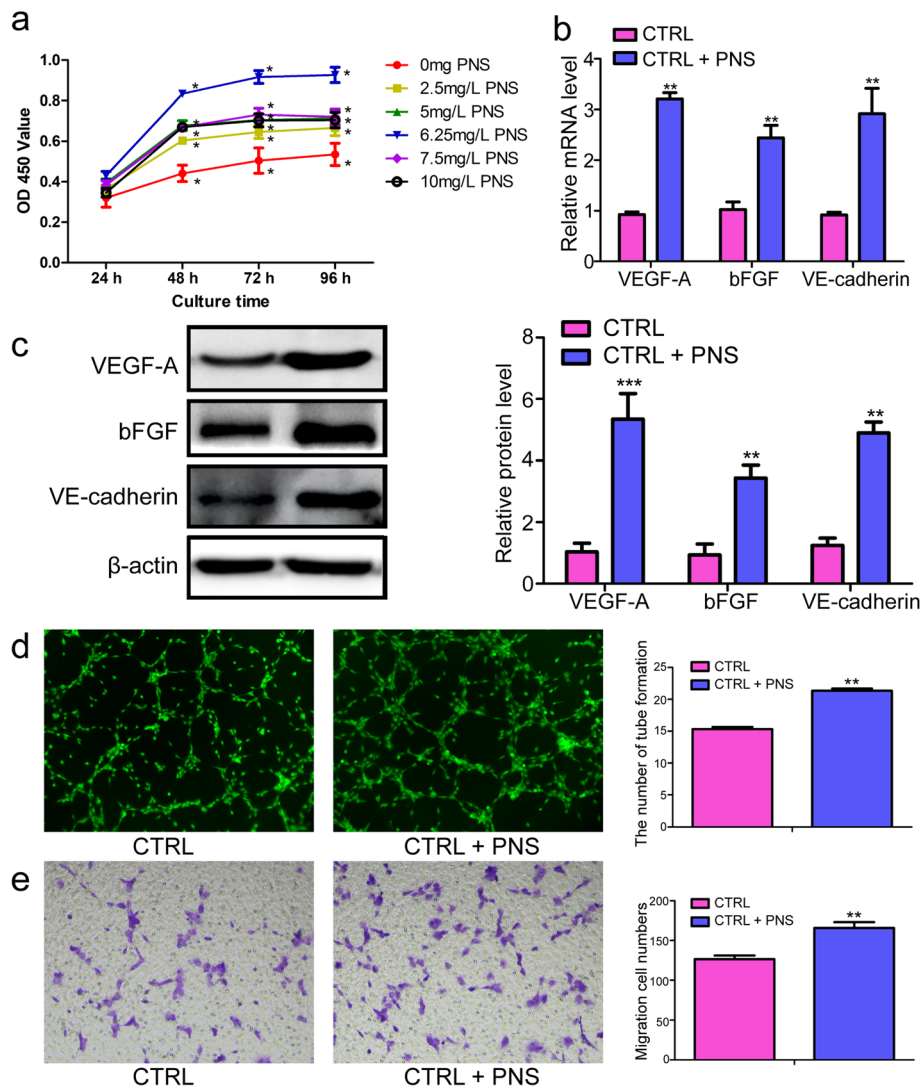 a
OD 450 Value
1.0
0.8
0.6
0.4
0.2
0.0
24 h
48 h
72 h
96 h
Culture time
*
*
*
*
*
*
*
*
*
*
*
*
*
*
0mg PNS
2.5mg/L PNS
5mg/L PNS
6.25mg/L PNS
7.5mg/L PNS
10mg/L PNS
b
CTRL
CTRL + PNS
Relative mRNA level
4
3
2
1
0
**
**
**
VEGF-A
bFGF
VE-cadherin
c
VEGF-A
bFGF
VE-cadherin
β-actin
CTRL
CTRL + PNS
Relative protein level
8
6
4
2
0
***
**
**
VEGF-A
bFGF
VE-cadherin
d
CTRL
CTRL + PNS
The number of tube formation
25
20
15
10
5
0
CTRL
CTRL + PNS
**
e
CTRL
CTRL + PNS
Migration cell numbers
200
150
100
50
0
CTRL
CTRL + PNS
**